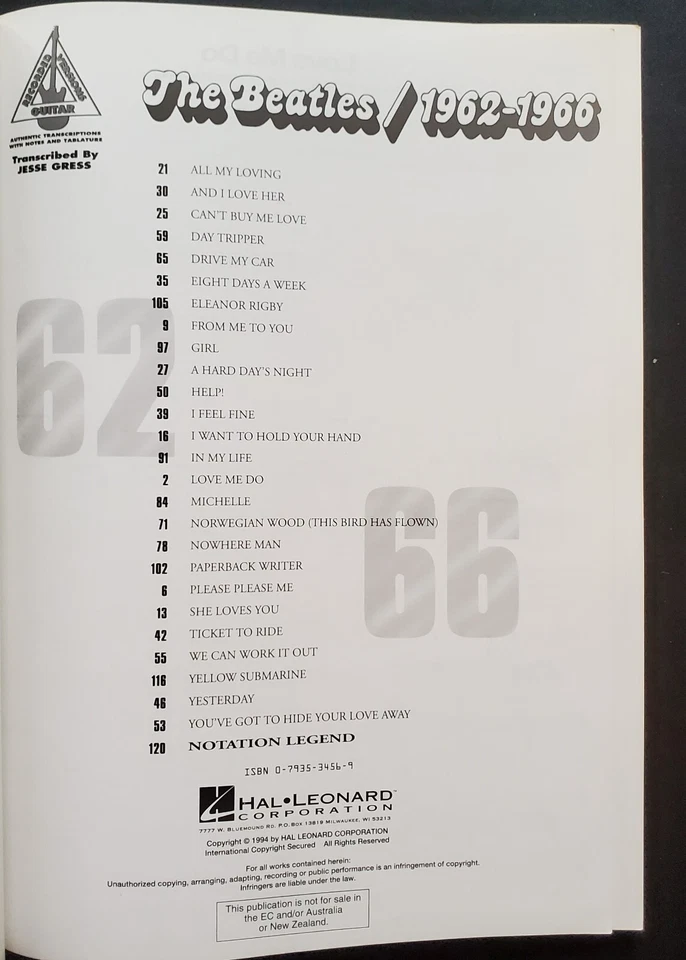 RECORDED VERSIONS
GUITAR
AUTHENTIC TRANSCRIPTIONS
WITH NOTES AND TABLATURE
Transcribed By
JESSE GRESS
The Beatles / 1962-1966
21 ALL MY LOVING
30 AND I LOVE HER
25 CAN'T BUY ME LOVE
59 DAY TRIPPER
65 DRIVE MY CAR
35 EIGHT DAYS A WEEK
105 ELEANOR RIGBY
9 FROM ME TO YOU
97 GIRL
27 A HARD DAY'S NIGHT
50 HELP!
39 I FEEL FINE
16 I WANT TO HOLD YOUR HAND
91 IN MY LIFE
2 LOVE ME DO
84 MICHELLE
71 NORWEGIAN WOOD (THIS BIRD HAS FLOWN)
78 NOWHERE MAN
102 PAPERBACK WRITER
6 PLEASE PLEASE ME
13 SHE LOVES YOU
42 TICKET TO RIDE
55 WE CAN WORK IT OUT
116 YELLOW SUBMARINE
46 YESTERDAY
53 YOU'VE GOT TO HIDE YOUR LOVE AWAY
120 NOTATION LEGEND
62
66
ISBN 0-7935-3456-9
HAL•LEONARD™
CORPORATION
7777 W. BLUEMOUND RD. P.O. BOX 13819 MILWAUKEE, WI 53213
Copyright © 1994 by HAL LEONARD CORPORATION
International Copyright Secured All Rights Reserved
For all works contained herein:
Unauthorized copying, arranging, adapting, recording or public performance is an infringement of copyright.
Infringers are liable under the law.
This publication is not for sale in
the EC and/or Australia
or New Zealand.